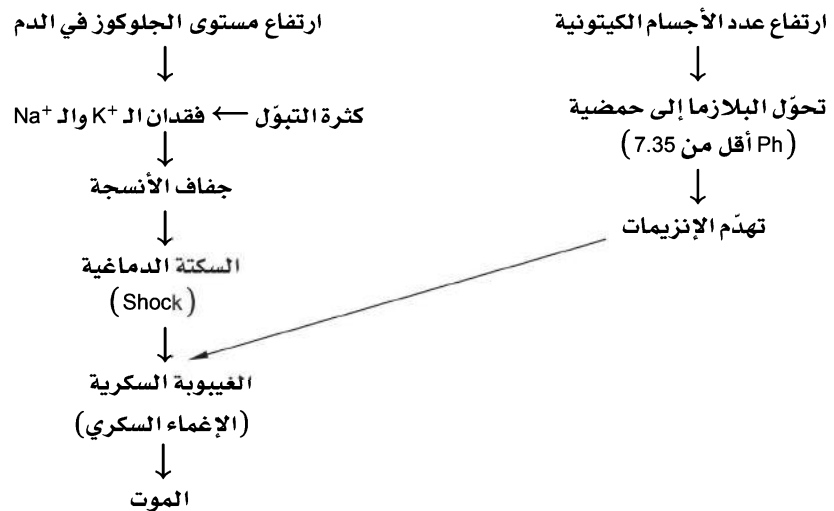 ارتفاع عدد الأجسام الكيتونية
تحوّل البلازما إلى حمضية
(Ph أقل من 7.35)
تهدّم الإنزيمات
ارتفاع مستوى الجلوكوز في الدم
كثرة التبوّل ← فقدان الـ K⁺ والـ Na⁺
جفاف الأنسجة
السكتة الدماغية
(Shock)
الغيبوبة السكرية
(الإغماء السكري)
الموت